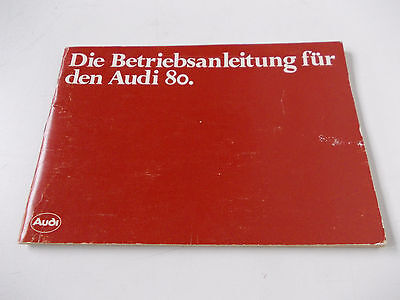 Die Betriebsanleitung für
den Audi 80.
Audi